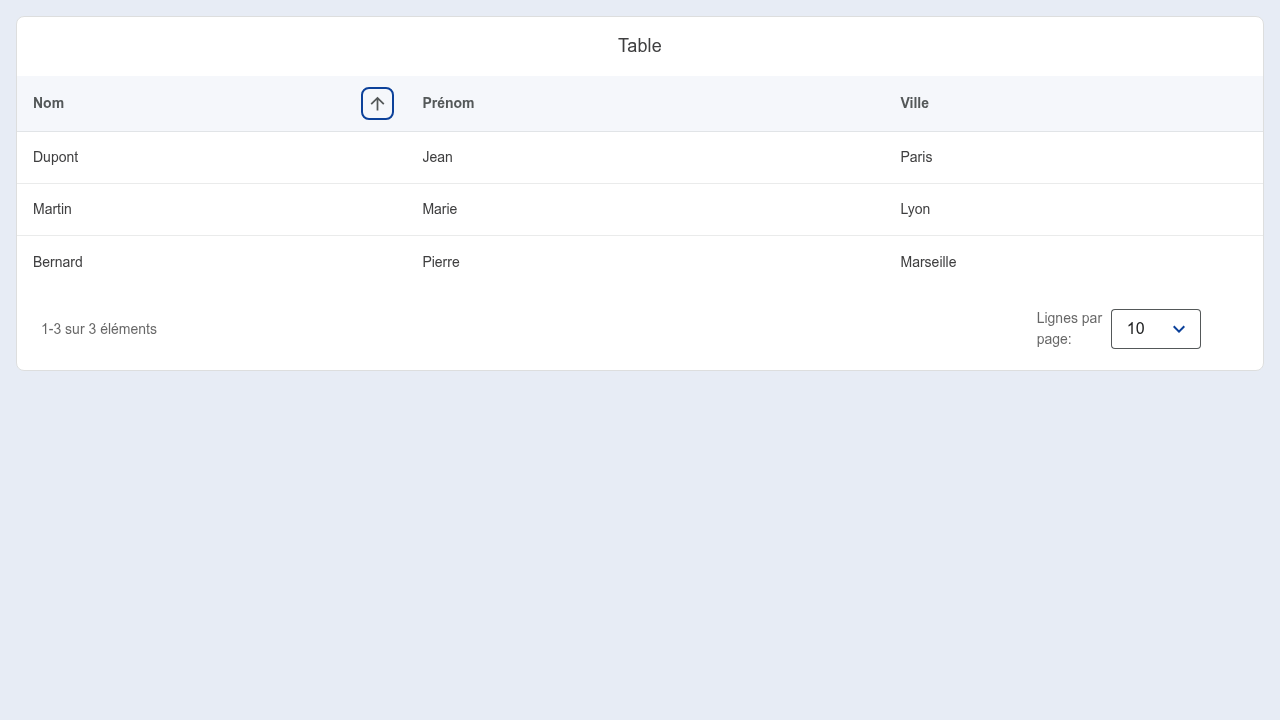 Table
Nom Prénom Ville
Dupont Jean Paris
Martin Marie Lyon
Bernard Pierre Marseille
1-3 sur 3 éléments
Lignes par
page:
10